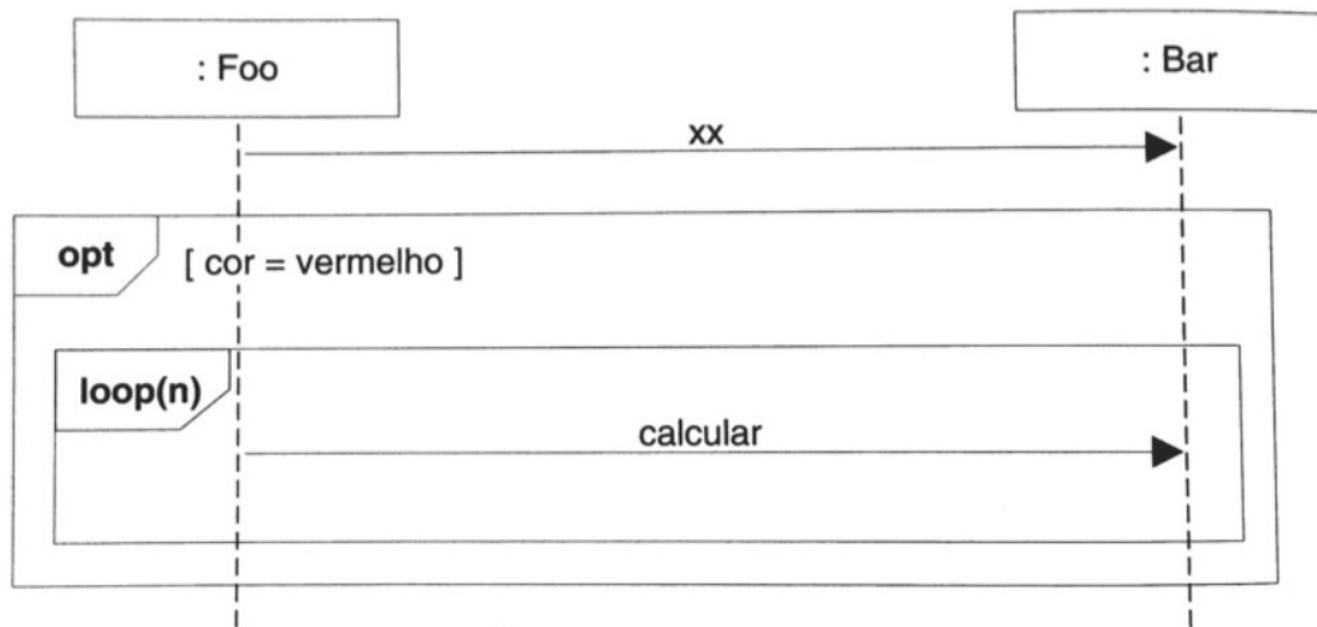 : Foo
: Bar
xx
opt
[ cor = vermelho ]
loop(n)
calcular